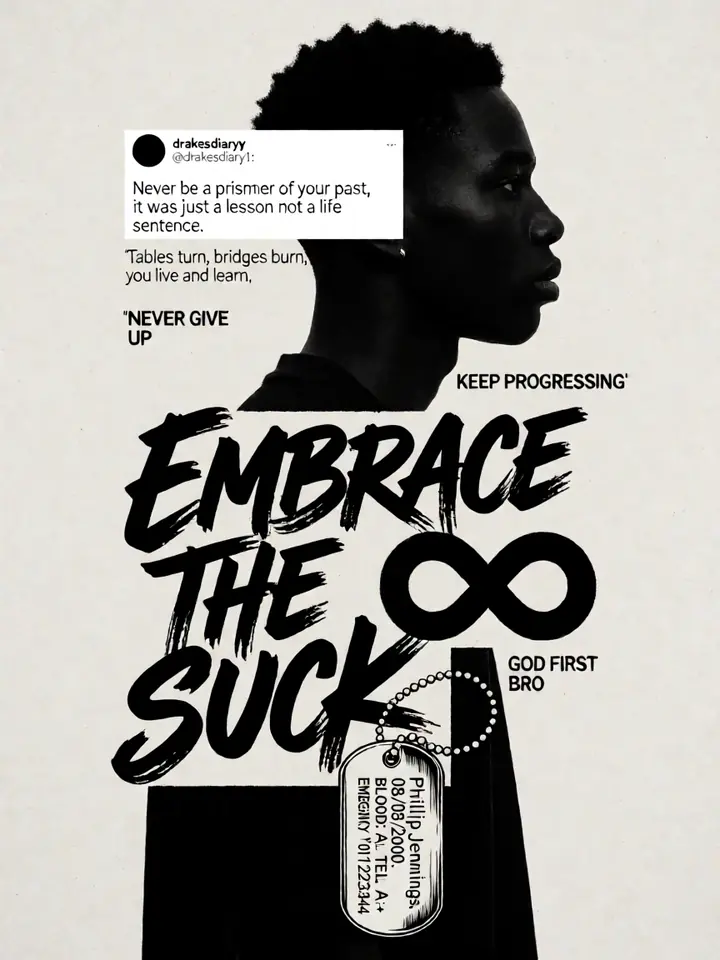 drakesdiaryy
@drakesdiary1:
Never be a prismer of your past,
it was just a lesson not a life
sentence.
"Tables turn, bridges burn,
you live and learn,
"NEVER GIVE
UP
KEEP PROGRESSING'
EMBRACE
THE
SUCK
GOD FIRST
BRO
Phillip Jennings,
08/08/2000.
BLOOD: A. TEL. A:+